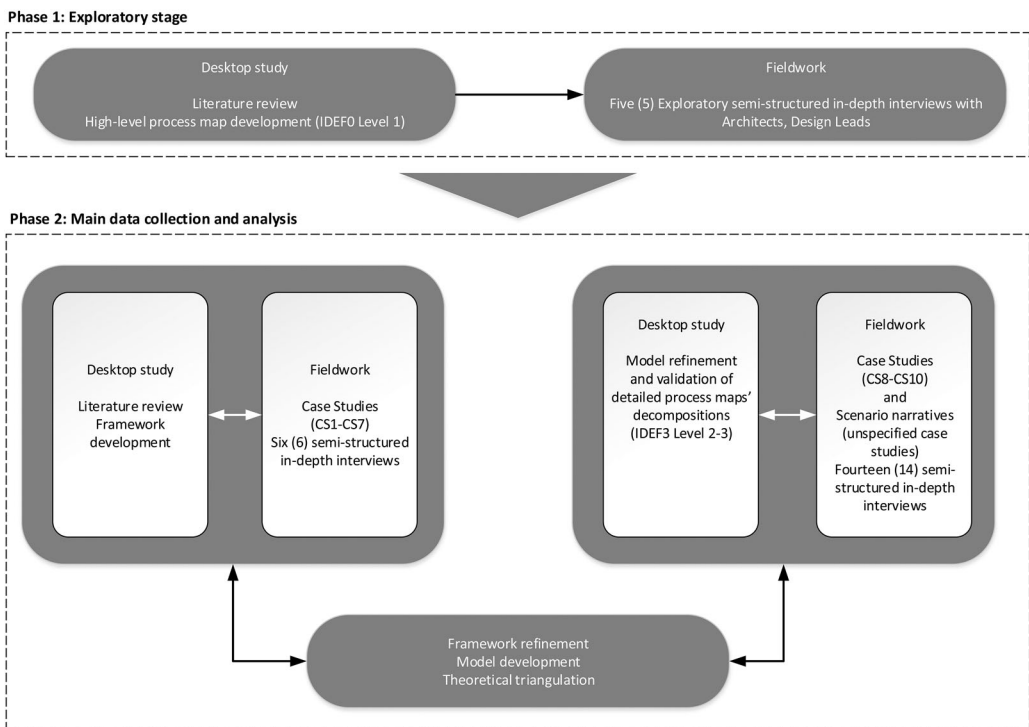 Phase 1: Exploratory stage
Desktop study
Literature review
High-level process map development (IDEF0 Level 1)
Fieldwork
Five (5) Exploratory semi-structured in-depth interviews with
Architects, Design Leads
Phase 2: Main data collection and analysis
Desktop study
Literature review
Framework
development
Fieldwork
Case Studies
(CS1-CS7)
Six (6) semi-structured
in-depth interviews
Desktop study
Model refinement
and validation of
detailed process maps’
decompositions
(IDEF3 Level 2-3)
Fieldwork
Case Studies
(CS8-CS10)
and
Scenario narratives
(unspecified case
studies)
Fourteen (14) semi-
structured in-depth
interviews
Framework refinement
Model development
Theoretical triangulation